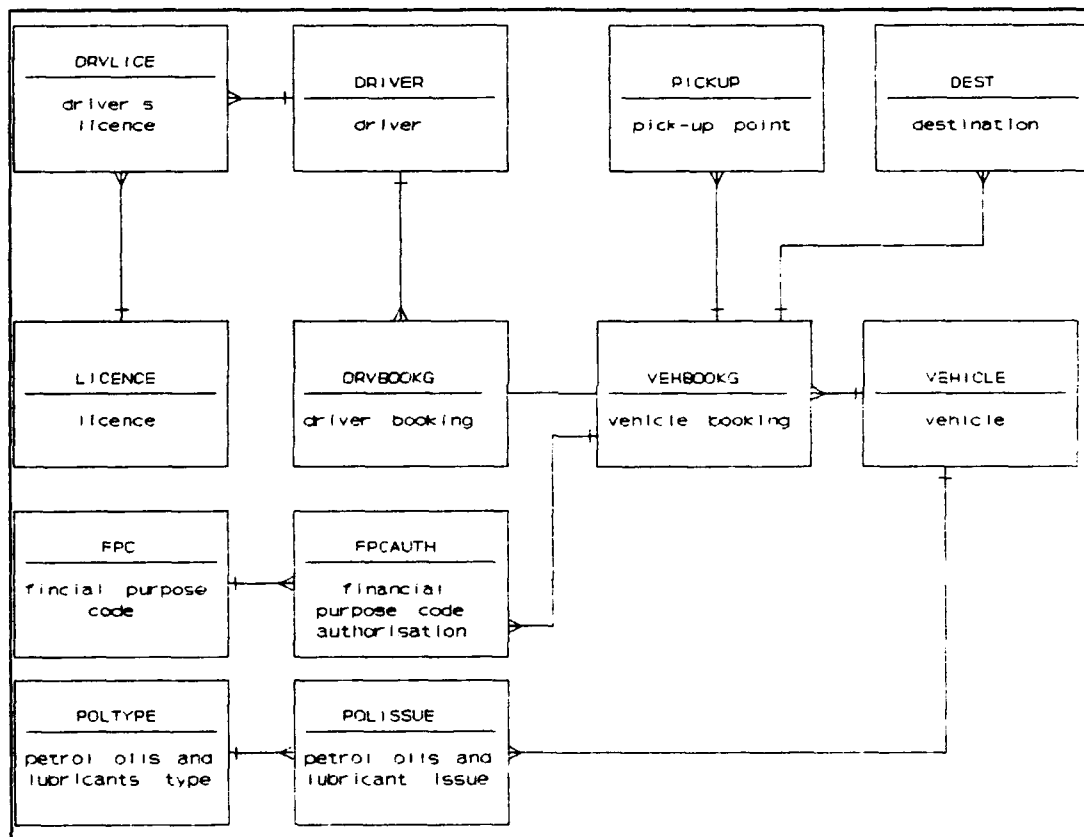 DRVLICE
driver s
licence
DRIVER
driver
PICKUP
pick-up point
DEST
destination
LICENCE
licence
DRVBOOKG
driver booking
VEHBOOKG
vehicle booking
VEHICLE
vehicle
FPC
fincial purpose
code
FPCAUTH
financial
purpose code
authorisation
POLTYPE
petrol oils and
lubricants type
POLISSUE
petrol oils and
lubricant issue